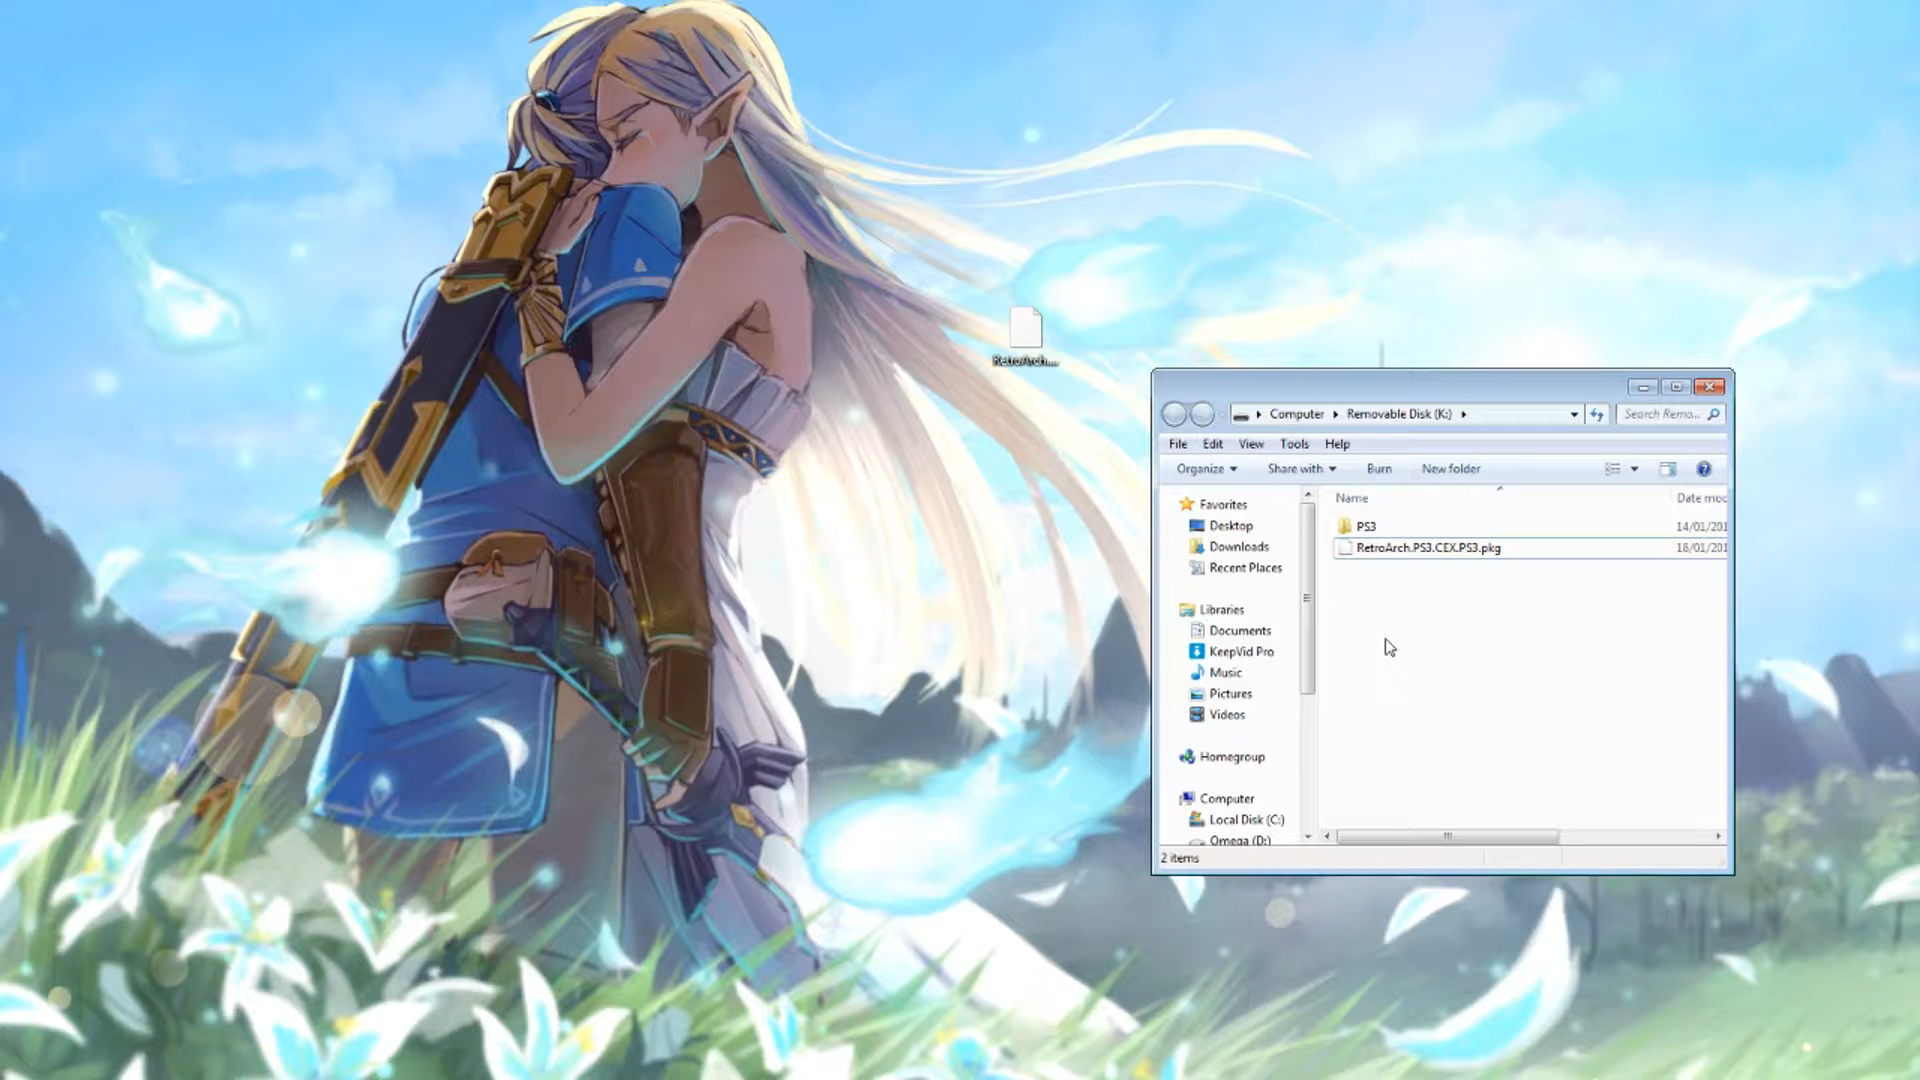 RetroArch....
Computer
Removable Disk (K:)
Search Remo...
File Edit View Tools Help
Organize
Share with
Burn
New folder
Favorites
Desktop
Downloads
Recent Places
Libraries
Documents
KeepVid Pro
Music
Pictures
Videos
Homegroup
Computer
Local Disk (C:)
Omega (D:)
Name Date mod
PS3 14/01/201
RetroArch.PS3.CEX.PS3.pkg 18/01/201
2 items